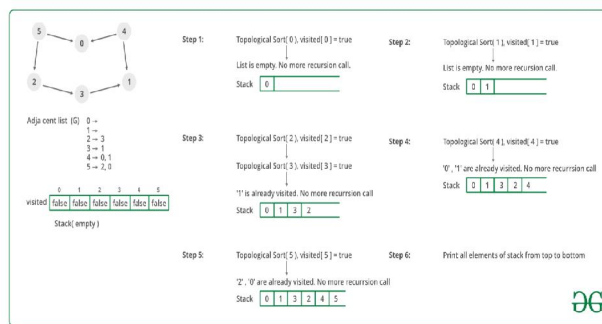 5
4
0
2
1
3
Adja cent list (G)
0 →
1 →
2 → 3
3 → 1
4 → 0, 1
5 → 2, 0
0 1 2 3 4 5
visited false false false false false false
Stack( empty )
Step 1:
Topological Sort( 0 ), visited[ 0 ] = true
List is empty. No more recursion call.
Stack 0
Step 2:
Topological Sort( 1 ), visited[ 1 ] = true
List is empty. No more recursion call.
Stack 0 1
Step 3:
Topological Sort( 2 ), visited[ 2 ] = true
Topological Sort( 3 ), visited[ 3 ] = true
'1' is already visited. No more recurrsion call
Stack 0 1 3 2
Step 4:
Topological Sort( 4 ), visited[ 4 ] = true
'0' , '1' are already visited. No more recurrsion call
Stack 0 1 3 2 4
Step 5:
Topological Sort( 5 ), visited[ 5 ] = true
'2' , '0' are already visited. No more recurrsion call
Stack 0 1 3 2 4 5
Step 6:
Print all elements of stack from top to bottom